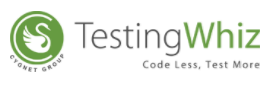 CYGNET GROUP
TestingWhiz
Code Less, Test More